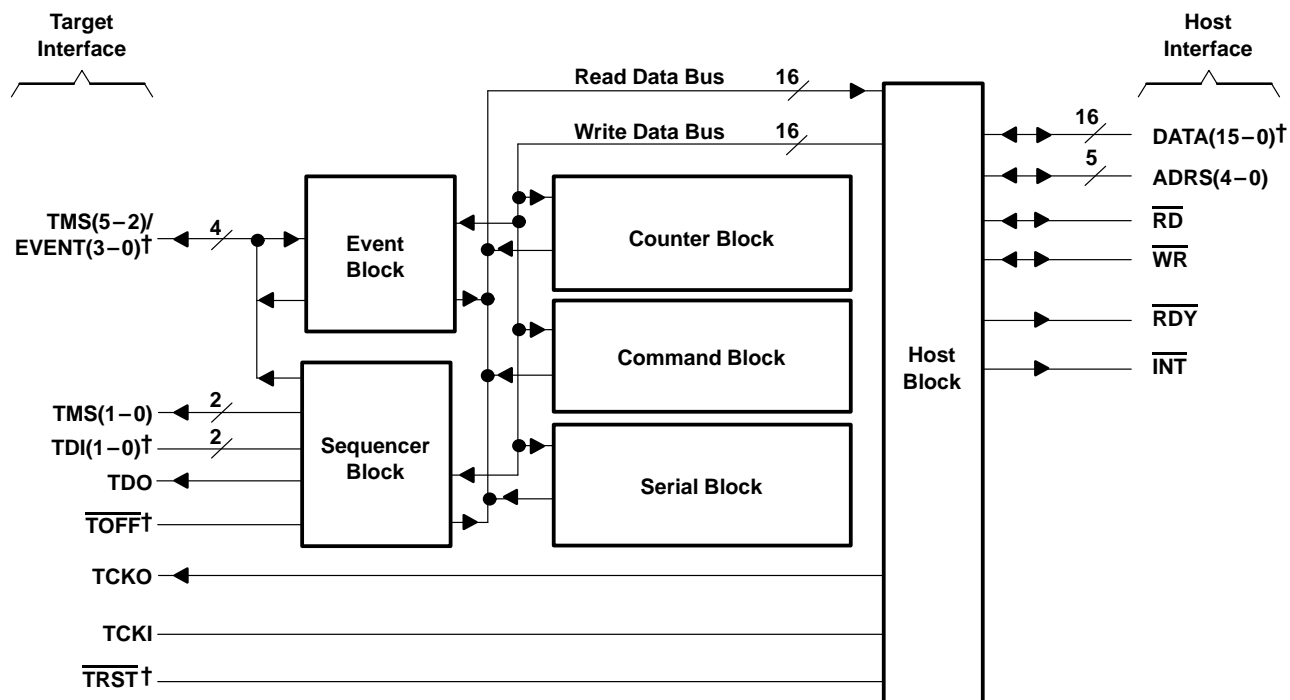 Target
Interface
Host
Interface
Read Data Bus
16
Write Data Bus
16
16
DATA(15–0)†
5
ADRS(4–0)
RD
WR
RDY
INT
TMS(5–2)/
EVENT(3–0)†
4
Event
Block
Counter Block
Command Block
Host
Block
TMS(1–0)
2
TDI(1–0)†
2
TDO
TOFF†
Sequencer
Block
Serial Block
TCKO
TCKI
TRST†